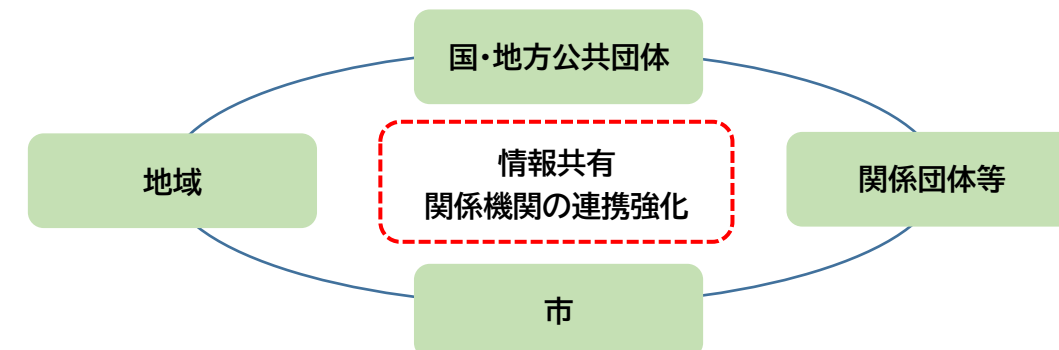 国・地方公共団体
情報共有
関係機関の連携強化
地域
関係団体等
市